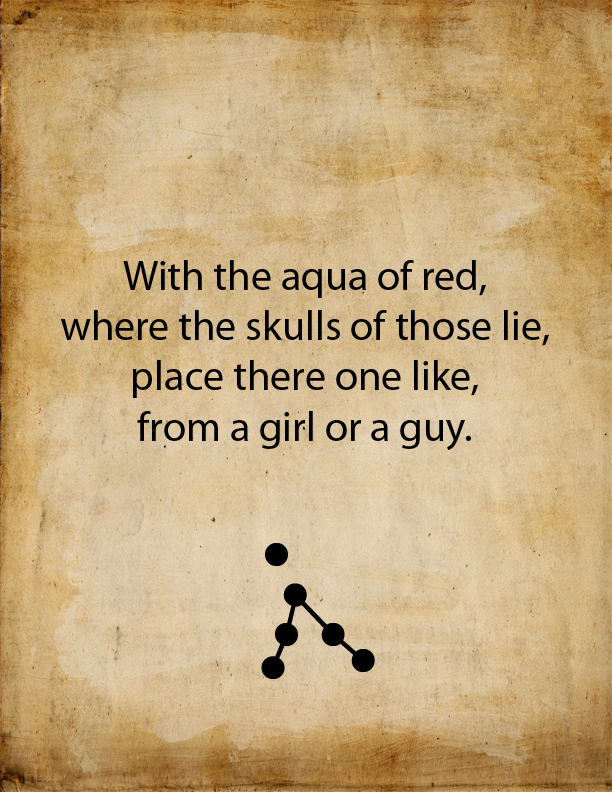 With the aqua of red,
where the skulls of those lie,
place there one like,
from a girl or a guy.